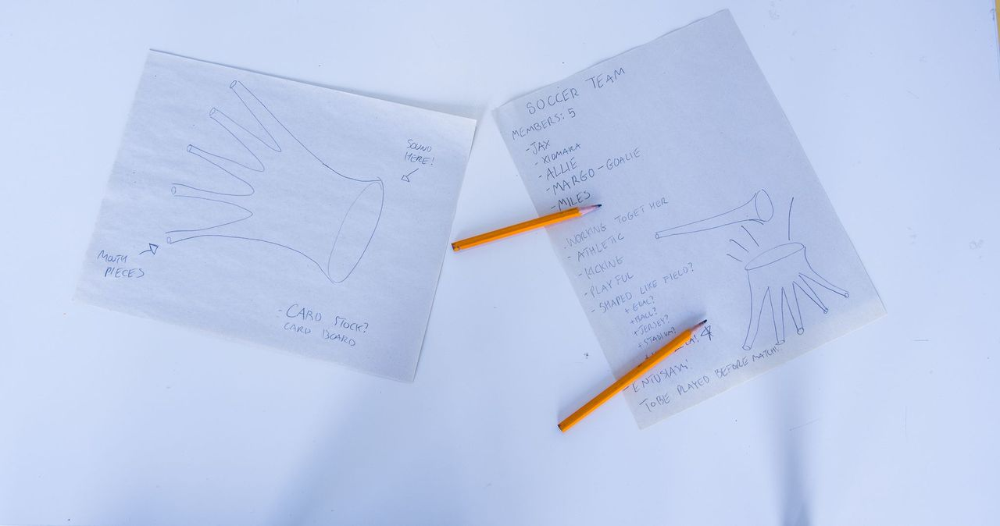 SOUND
HERE!
MOUTH
PIECES
- CARD STOCK?
CARD BOARD
SOCCER TEAM
MEMBERS: 5
- JAX
- XIOMARA
- ALLIE
- MARGO - GOALIE
- MILES
- WORKING TOGETHER
- ATHLETIC
- KICKING
- PLAYFUL
- SHAPED LIKE FIELD?
+ GOAL?
+ BALL?
+ JERSEY?
+ STADIUM?
- ENTUSIASM!
TO BE PLAYED BEFORE MATCH!